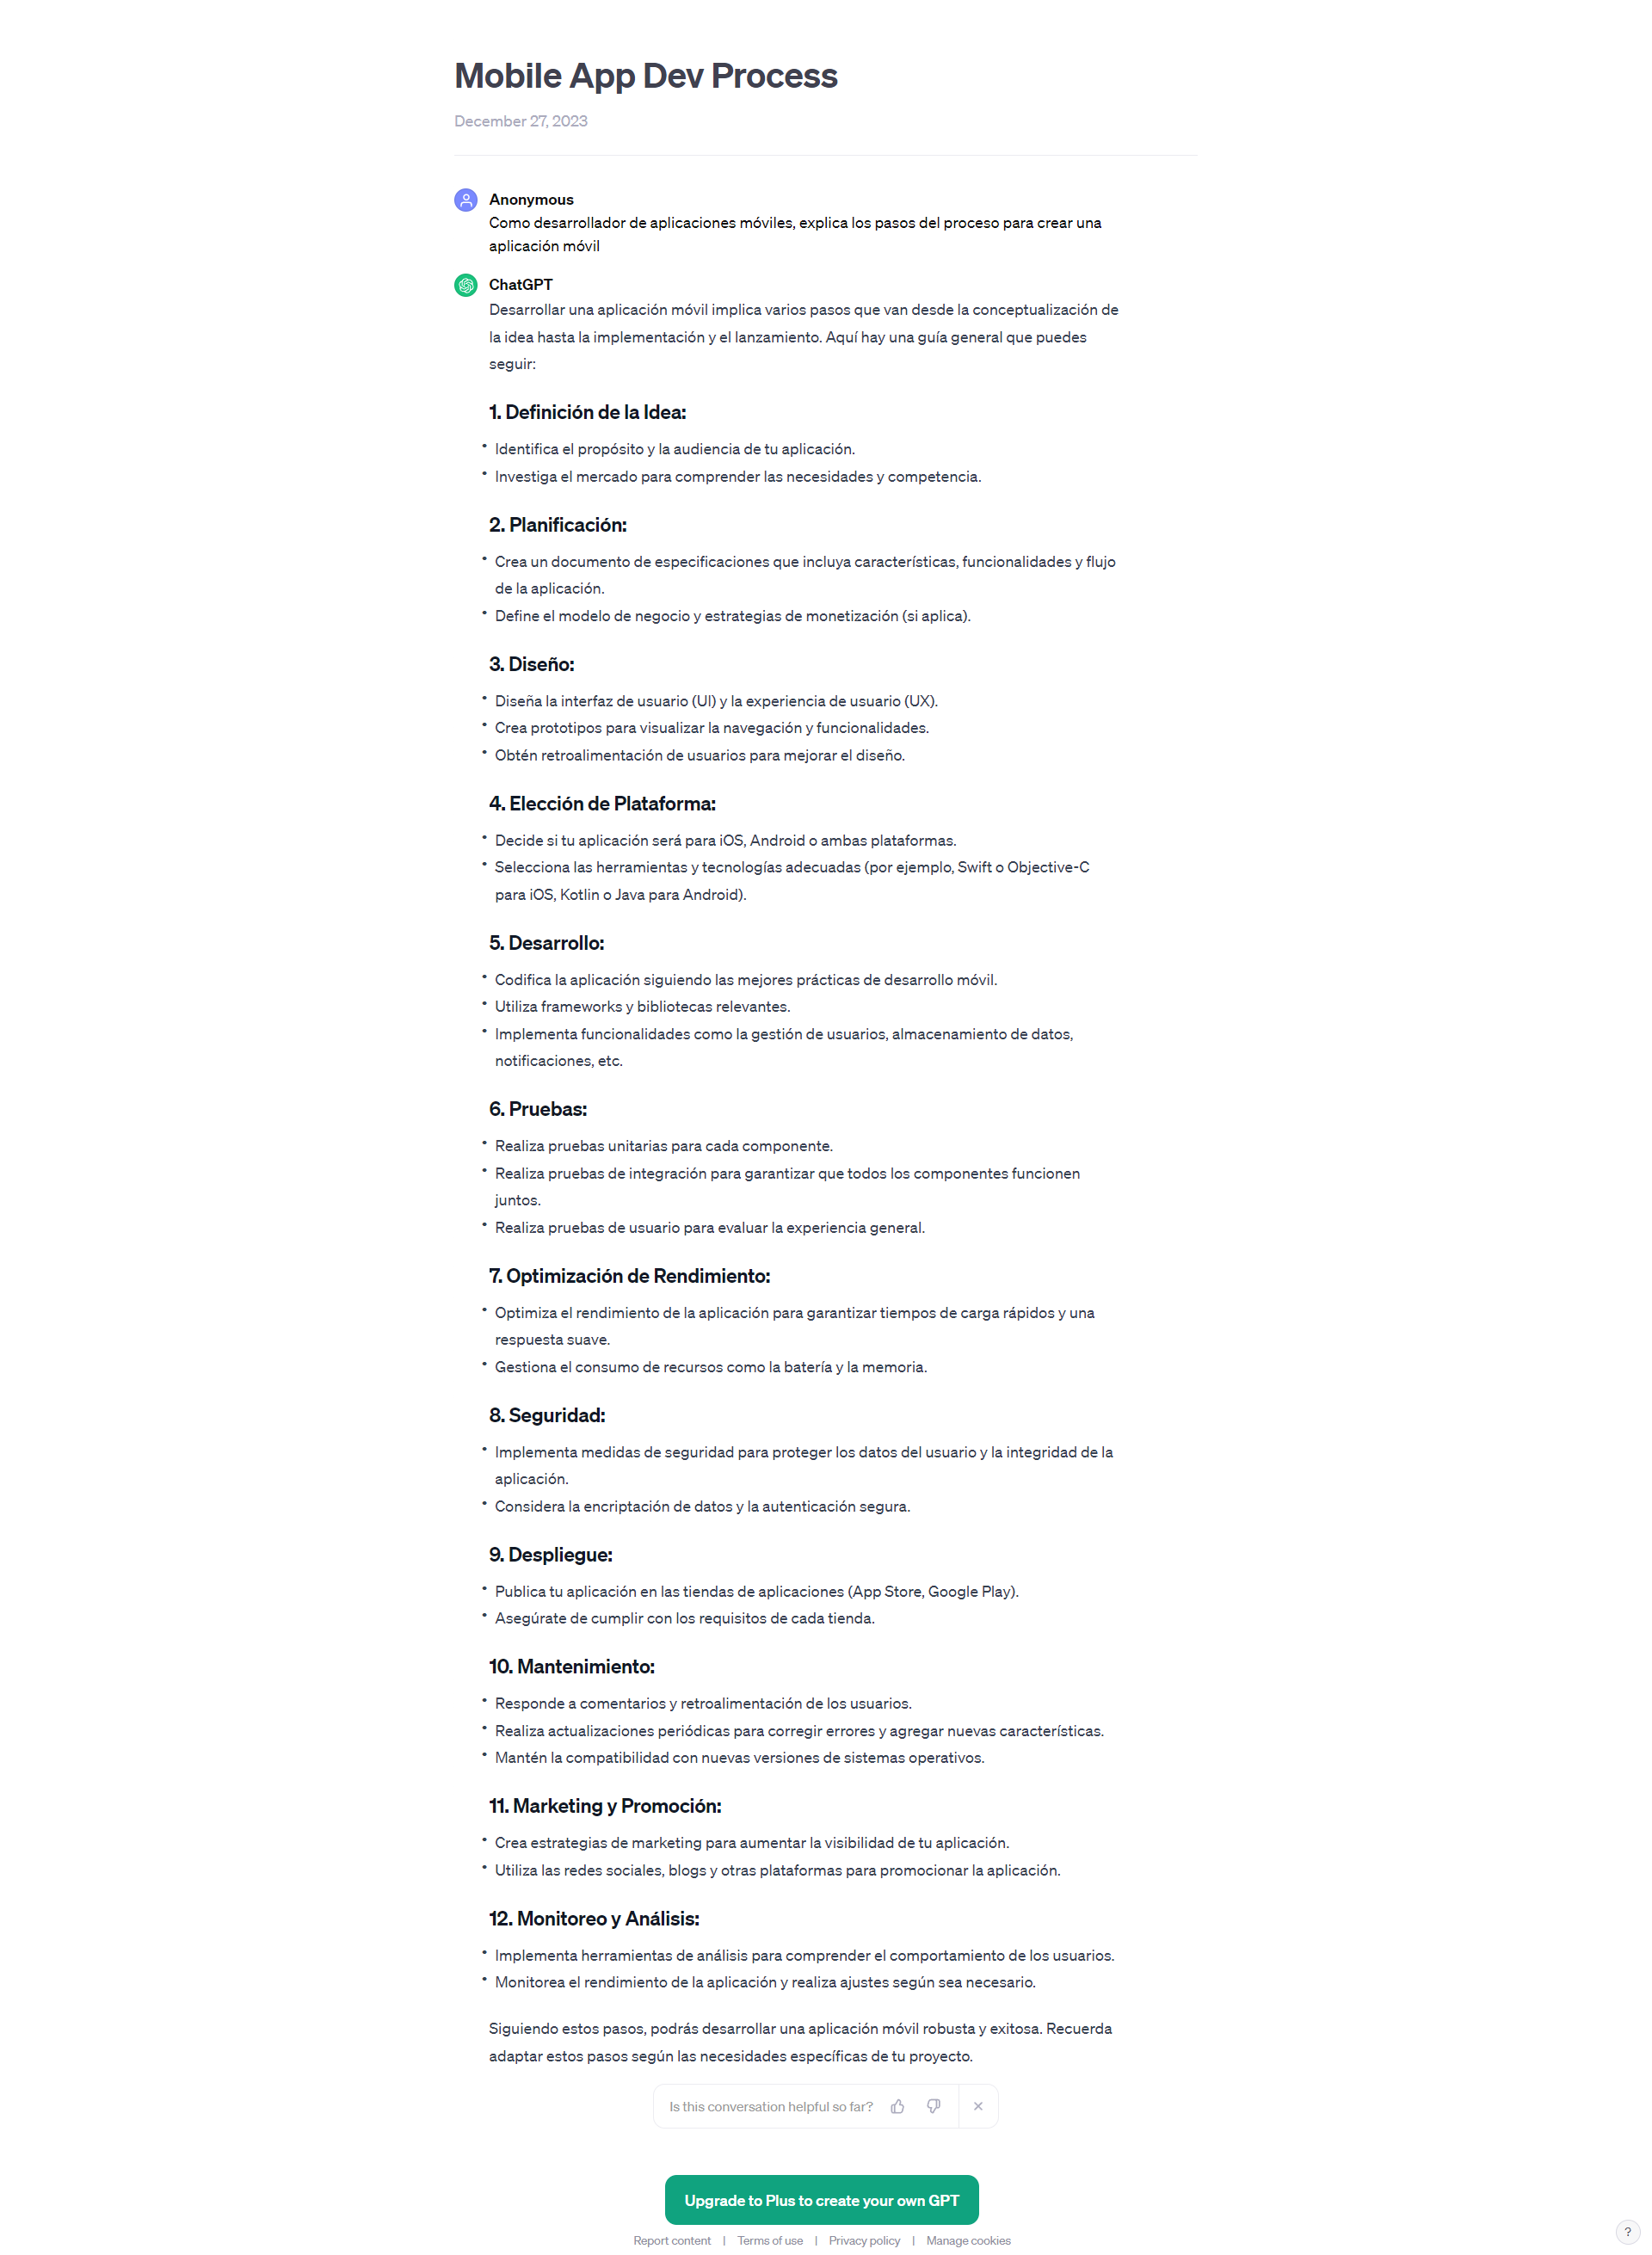 Mobile App Dev Process
December 27, 2023
Anonymous
Como desarrollador de aplicaciones móviles, explica los pasos del proceso para crear una
aplicación móvil
ChatGPT
Desarrollar una aplicación móvil implica varios pasos que van desde la conceptualización de
la idea hasta la implementación y el lanzamiento. Aquí hay una guía general que puedes
seguir:
1. Definición de la Idea:
• Identifica el propósito y la audiencia de tu aplicación.
• Investiga el mercado para comprender las necesidades y competencia.
2. Planificación:
• Crea un documento de especificaciones que incluya características, funcionalidades y flujo
de la aplicación.
• Define el modelo de negocio y estrategias de monetización (si aplica).
3. Diseño:
• Diseña la interfaz de usuario (UI) y la experiencia de usuario (UX).
• Crea prototipos para visualizar la navegación y funcionalidades.
• Obtén retroalimentación de usuarios para mejorar el diseño.
4. Elección de Plataforma:
• Decide si tu aplicación será para iOS, Android o ambas plataformas.
• Selecciona las herramientas y tecnologías adecuadas (por ejemplo, Swift o Objective-C
para iOS, Kotlin o Java para Android).
5. Desarrollo:
• Codifica la aplicación siguiendo las mejores prácticas de desarrollo móvil.
• Utiliza frameworks y bibliotecas relevantes.
• Implementa funcionalidades como la gestión de usuarios, almacenamiento de datos,
notificaciones, etc.
6. Pruebas:
• Realiza pruebas unitarias para cada componente.
• Realiza pruebas de integración para garantizar que todos los componentes funcionen
juntos.
• Realiza pruebas de usuario para evaluar la experiencia general.
7. Optimización de Rendimiento:
• Optimiza el rendimiento de la aplicación para garantizar tiempos de carga rápidos y una
respuesta suave.
• Gestiona el consumo de recursos como la batería y la memoria.
8. Seguridad:
• Implementa medidas de seguridad para proteger los datos del usuario y la integridad de la
aplicación.
• Considera la encriptación de datos y la autenticación segura.
9. Despliegue:
• Publica tu aplicación en las tiendas de aplicaciones (App Store, Google Play).
• Asegúrate de cumplir con los requisitos de cada tienda.
10. Mantenimiento:
• Responde a comentarios y retroalimentación de los usuarios.
• Realiza actualizaciones periódicas para corregir errores y agregar nuevas características.
• Mantén la compatibilidad con nuevas versiones de sistemas operativos.
11. Marketing y Promoción:
• Crea estrategias de marketing para aumentar la visibilidad de tu aplicación.
• Utiliza las redes sociales, blogs y otras plataformas para promocionar la aplicación.
12. Monitoreo y Análisis:
• Implementa herramientas de análisis para comprender el comportamiento de los usuarios.
• Monitorea el rendimiento de la aplicación y realiza ajustes según sea necesario.
Siguiendo estos pasos, podrás desarrollar una aplicación móvil robusta y exitosa. Recuerda
adaptar estos pasos según las necesidades específicas de tu proyecto.
Is this conversation helpful so far?
Upgrade to Plus to create your own GPT
Report content | Terms of use | Privacy policy | Manage cookies
?